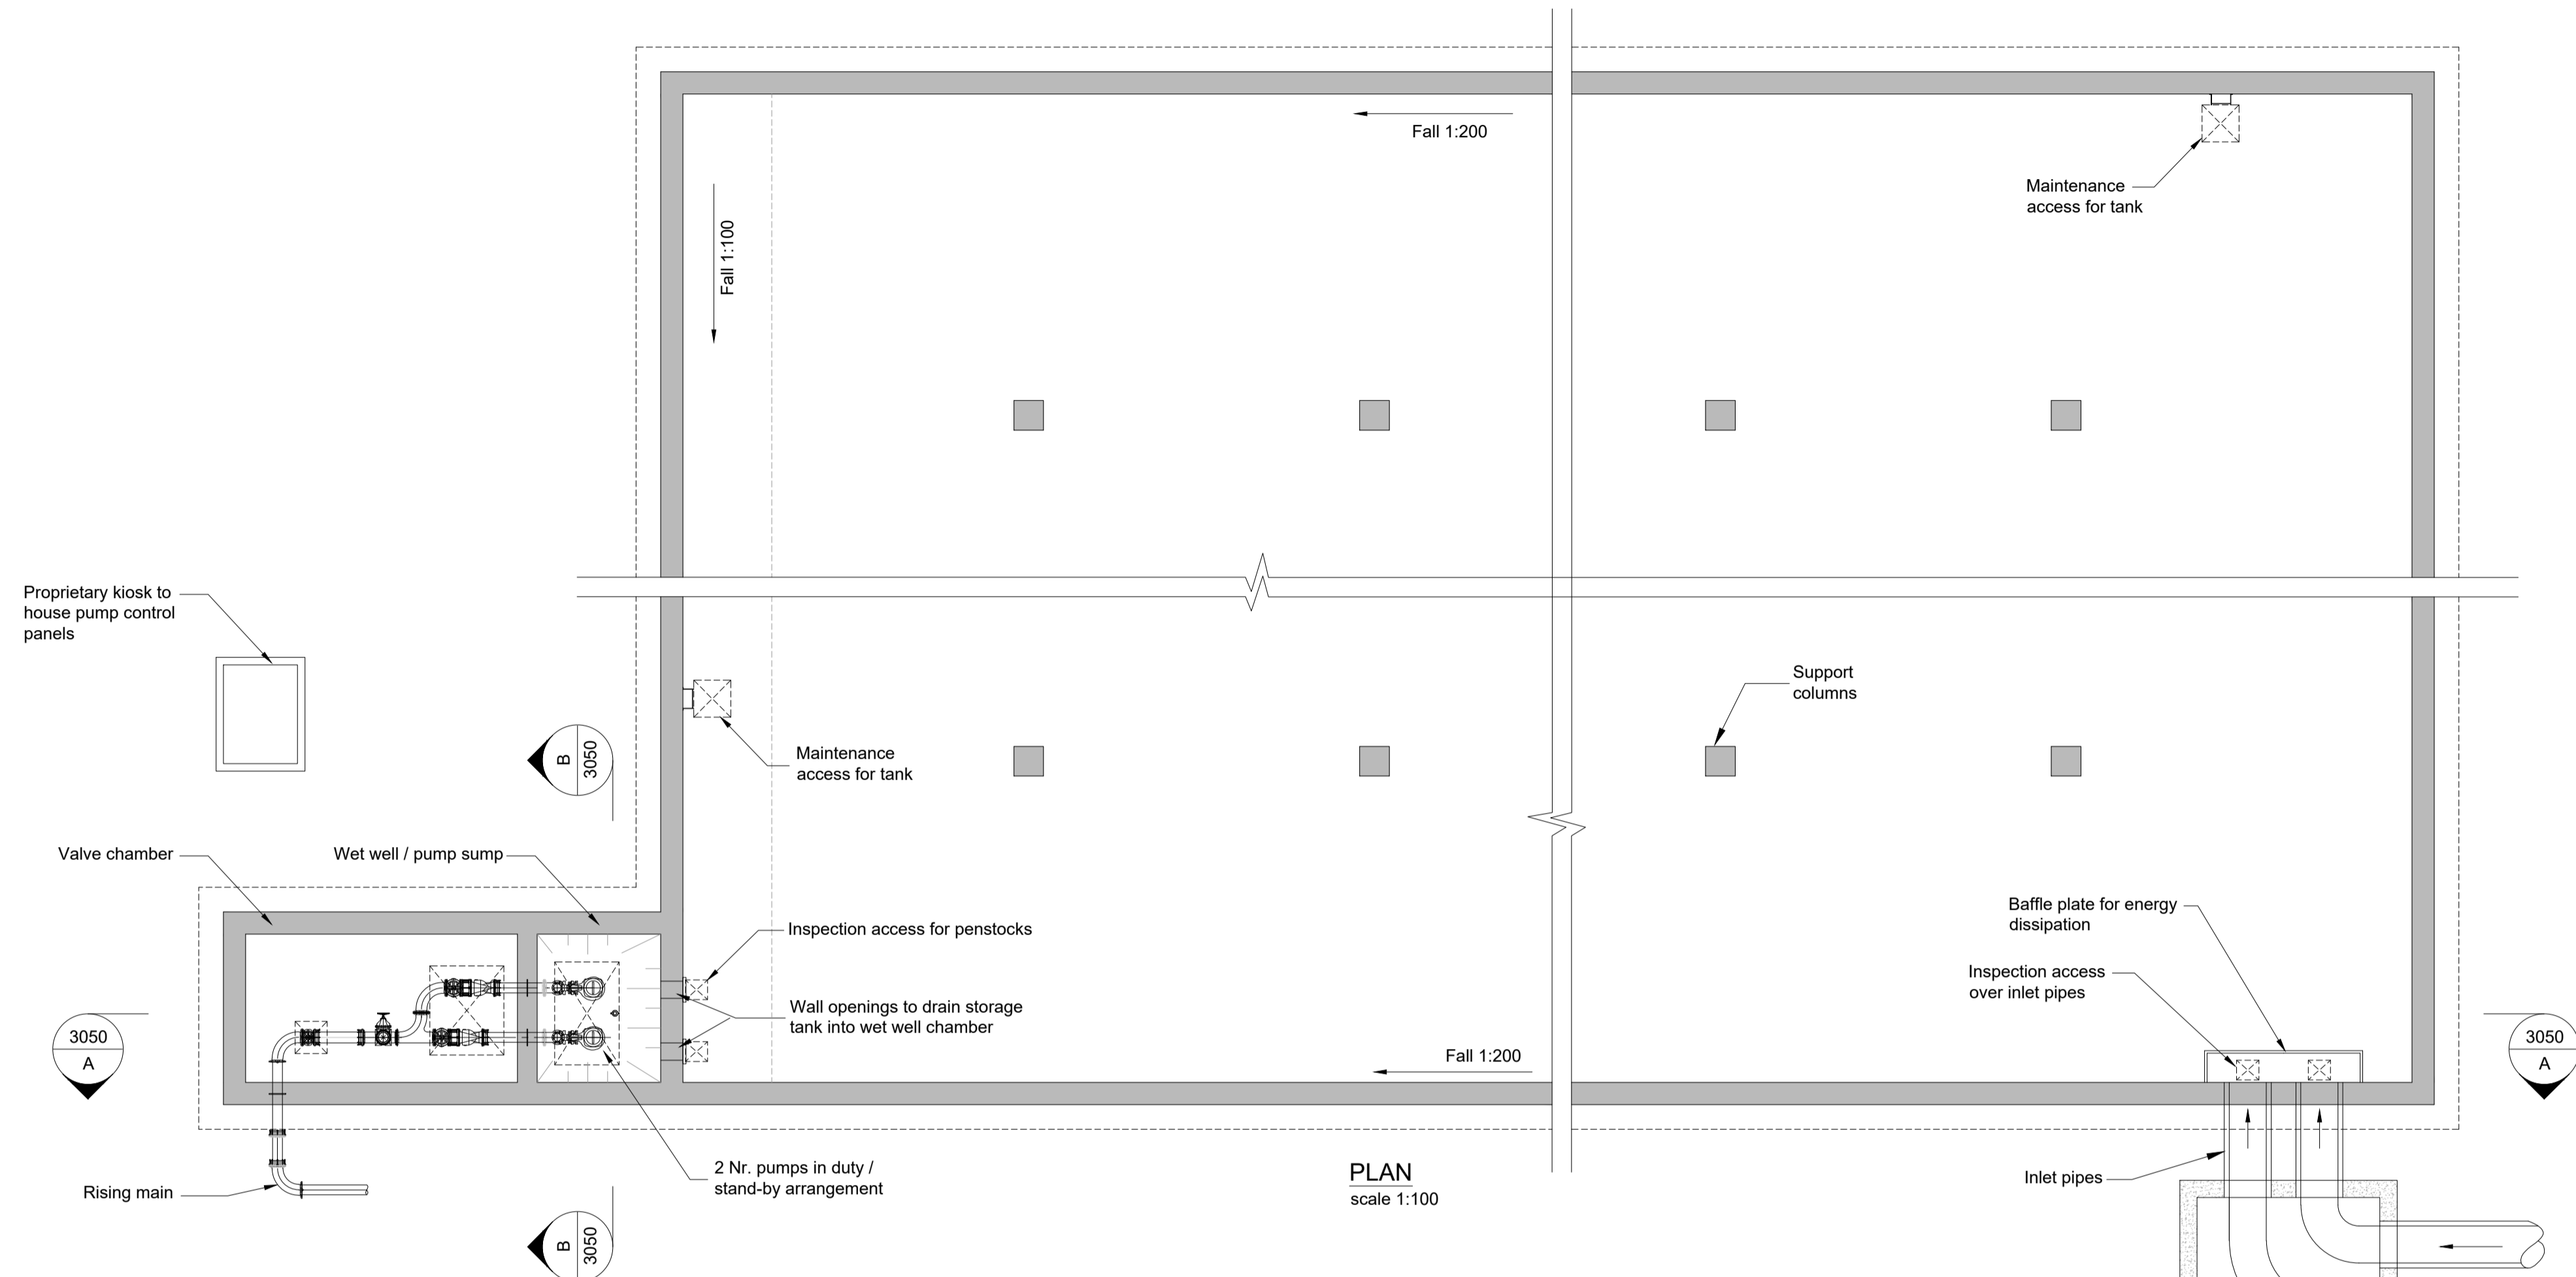 Fall 1:200
Maintenance
access for tank
Fall 1:100
Proprietary kiosk to
house pump control
panels
Support
columns
B
3050
Maintenance
access for tank
Valve chamber
Wet well / pump sump
Inspection access for penstocks
Baffle plate for energy
dissipation
Inspection access
over inlet pipes
Wall openings to drain storage
tank into wet well chamber
3050
A
Fall 1:200
3050
A
2 Nr. pumps in duty /
stand-by arrangement
PLAN
scale 1:100
Inlet pipes
Rising main
B
3050